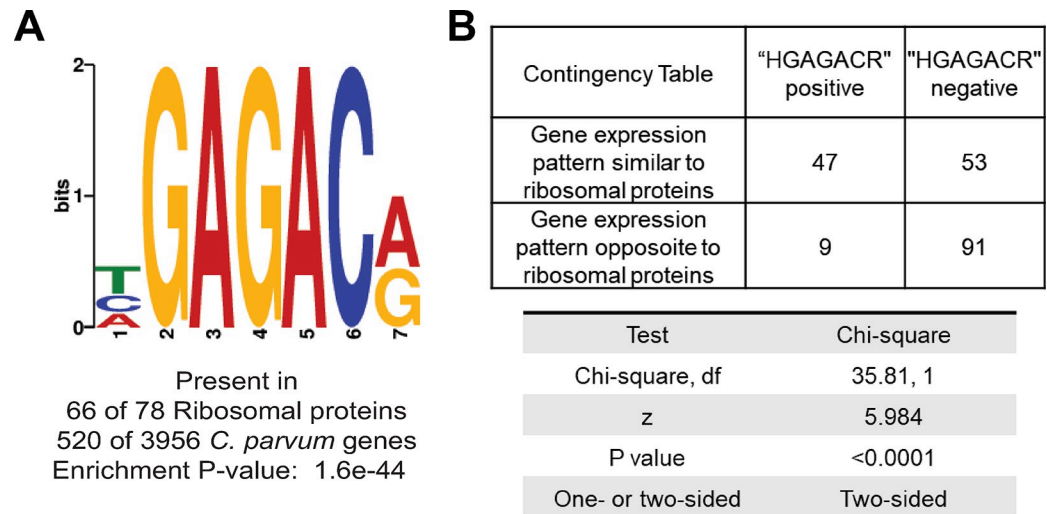 A
2
bits
1
0
T
C
A
G
A
G
A
C
A
G
1 2 3 4 5 6 7
Present in
66 of 78 Ribosomal proteins
520 of 3956 C. parvum genes
Enrichment P-value: 1.6e-44
B
Contingency Table
“HGAGACR"
positive
"HGAGACR"
negative
Gene expression
pattern similar to
ribosomal proteins
47
53
Gene expression
pattern opposoite to
ribosomal proteins
9
91
Test Chi-square
Chi-square, df 35.81, 1
z 5.984
P value <0.0001
One- or two-sided Two-sided